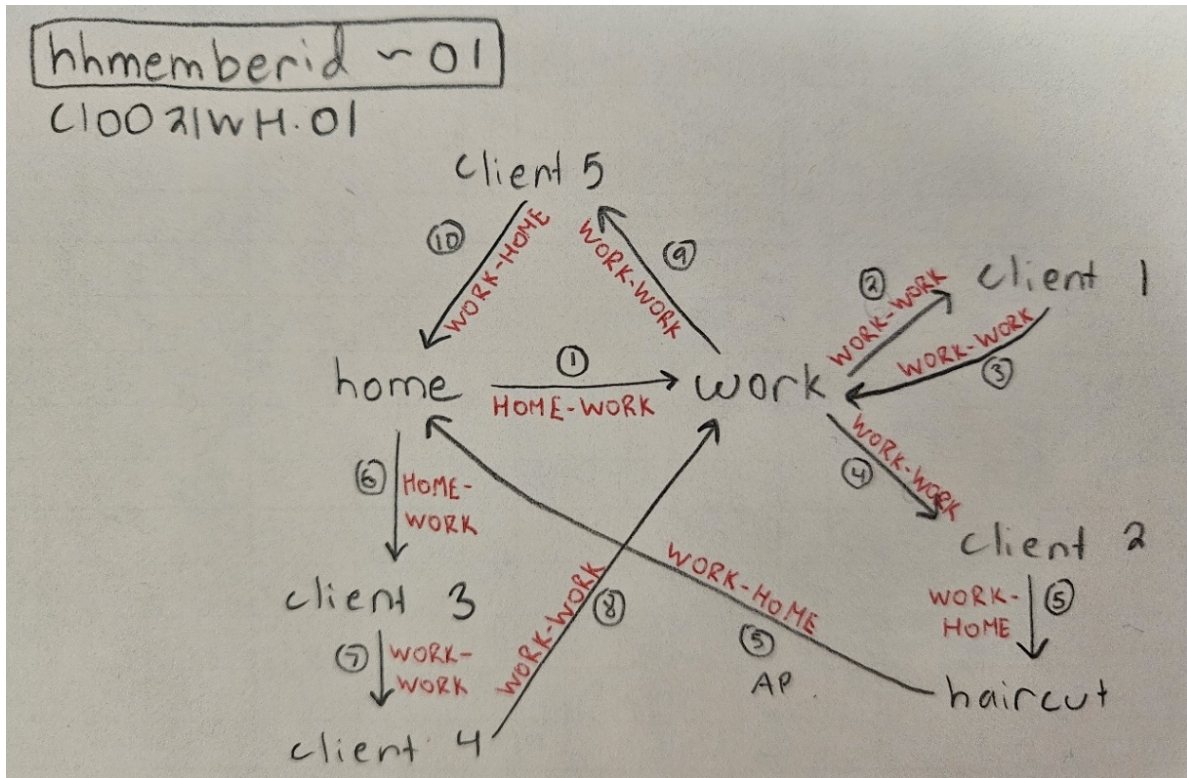 hhmemberid ~ 01
C10021WH.01
client 5
10
WORK-HOME
WORK-WORK
9
2
WORK-WORK
client 1
WORK-WORK
3
home
1
HOME-WORK
work
WORK-WORK
4
6
HOME-
WORK
client 2
WORK-
HOME
5
client 3
WORK-WORK
8
WORK-HOME
5
AP.
7
WORK-
WORK
haircut
client 4